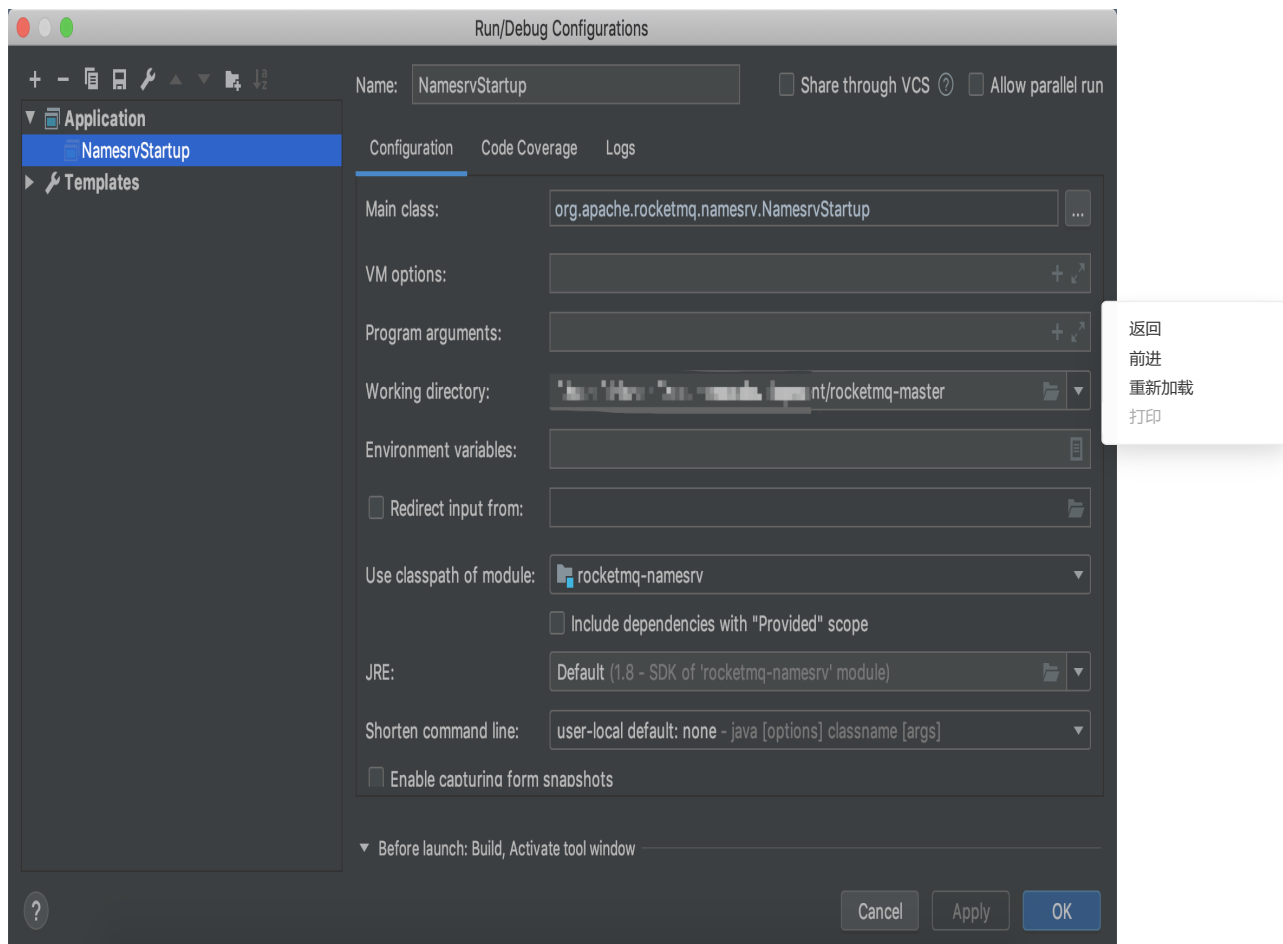 Run/Debug Configurations
Name: NamesrvStartup Share through VCS ? Allow parallel run
Application
NamesrvStartup
Templates
Configuration Code Coverage Logs
Main class: org.apache.rocketmq.namesrv.NamesrvStartup ...
VM options:
Program arguments:
Working directory: nt/rocketmq-master
Environment variables:
Redirect input from:
Use classpath of module: rocketmq-namesrv
Include dependencies with "Provided" scope
JRE: Default (1.8 - SDK of 'rocketmq-namesrv' module)
Shorten command line: user-local default: none - java [options] classname [args]
Enable capturing form snapshots
Before launch: Build, Activate tool window
? Cancel Apply OK
返回
前进
重新加载
打印